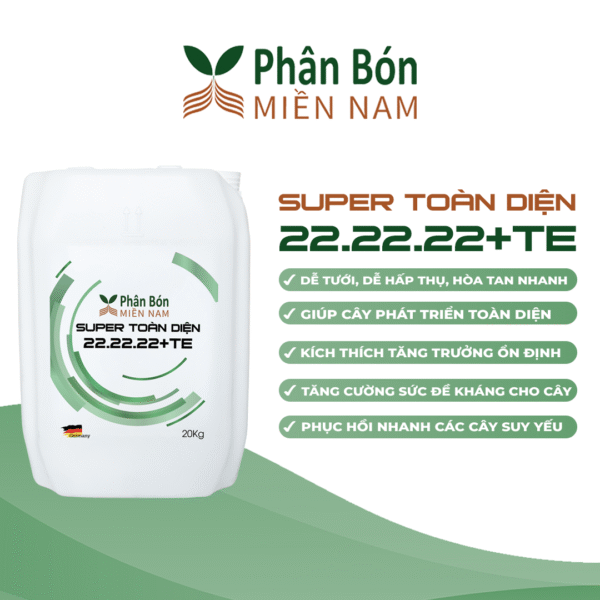 Phân Bón
MIỀN NAM
SUPER TOÀN DIỆN
22.22.22+TE
DỄ TƯỚI, DỄ HẤP THỤ, HÒA TAN NHANH
GIÚP CÂY PHÁT TRIỂN TOÀN DIỆN
KÍCH THÍCH TĂNG TRƯỞNG ỔN ĐỊNH
TĂNG CƯỜNG SỨC ĐỀ KHÁNG CHO CÂY
PHỤC HỒI NHANH CÁC CÂY SUY YẾU
Phân Bón
MIỀN NAM
SUPER TOÀN DIỆN
22.22.22+TE
Germany
20Kg